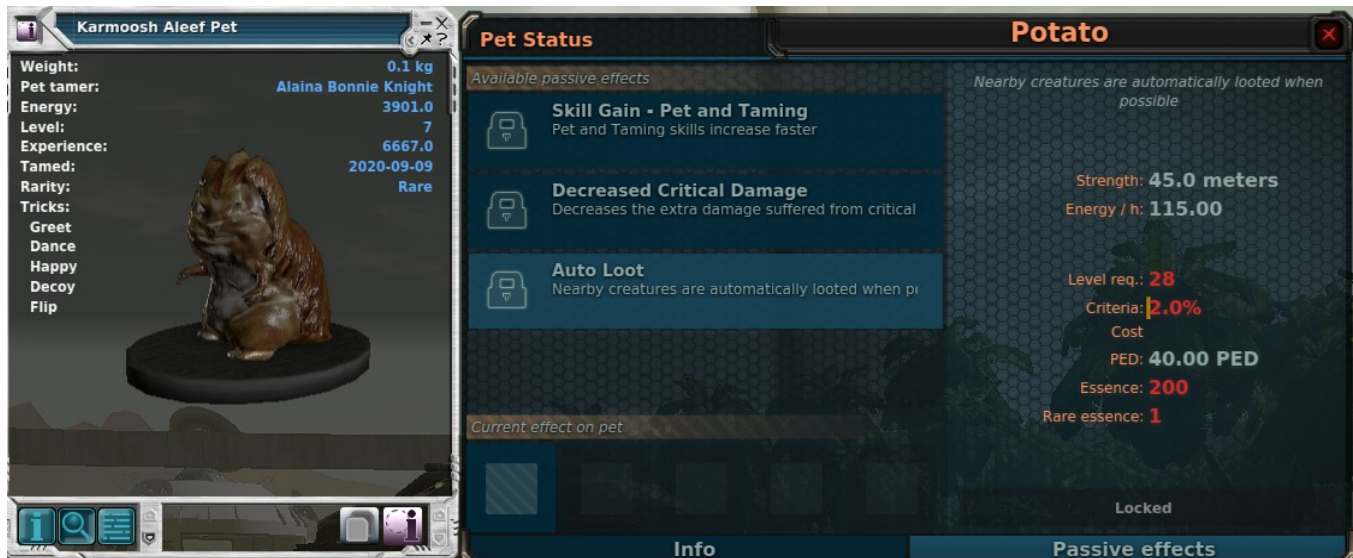 Karmoosh Aleef Pet
Weight: 0.1 kg
Pet tamer: Alaina Bonnie Knight
Energy: 3901.0
Level: 7
Experience: 6667.0
Tamed: 2020-09-09
Rarity: Rare
Tricks:
Greet
Dance
Happy
Decoy
Flip
Pet Status
Potato
Available passive effects
Skill Gain - Pet and Taming
Pet and Taming skills increase faster
Decreased Critical Damage
Decreases the extra damage suffered from critical
Auto Loot
Nearby creatures are automatically looted when p
Current effect on pet
Nearby creatures are automatically looted when
possible
Strength: 45.0 meters
Energy / h: 115.00
Level req.: 28
Criteria: 2.0%
Cost
PED: 40.00 PED
Essence: 200
Rare essence: 1
Locked
Info
Passive effects